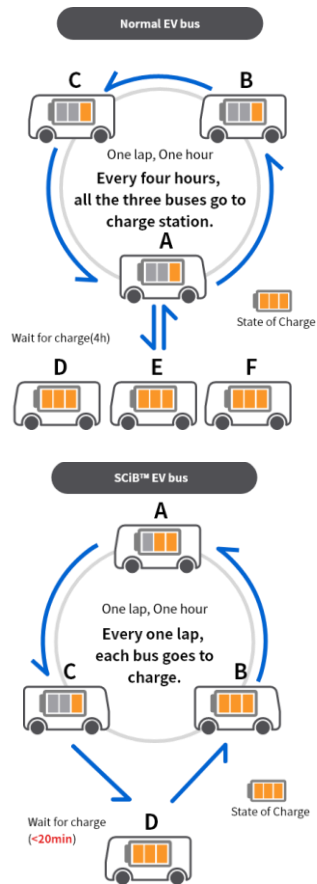 Normal EV bus
C
B
One lap, One hour
Every four hours,
all the three buses go to
charge station.
A
State of Charge
Wait for charge(4h)
D
E
F
SCiB™ EV bus
A
One lap, One hour
Every one lap,
each bus goes to
charge.
C
B
State of Charge
Wait for charge
(<20min)
D